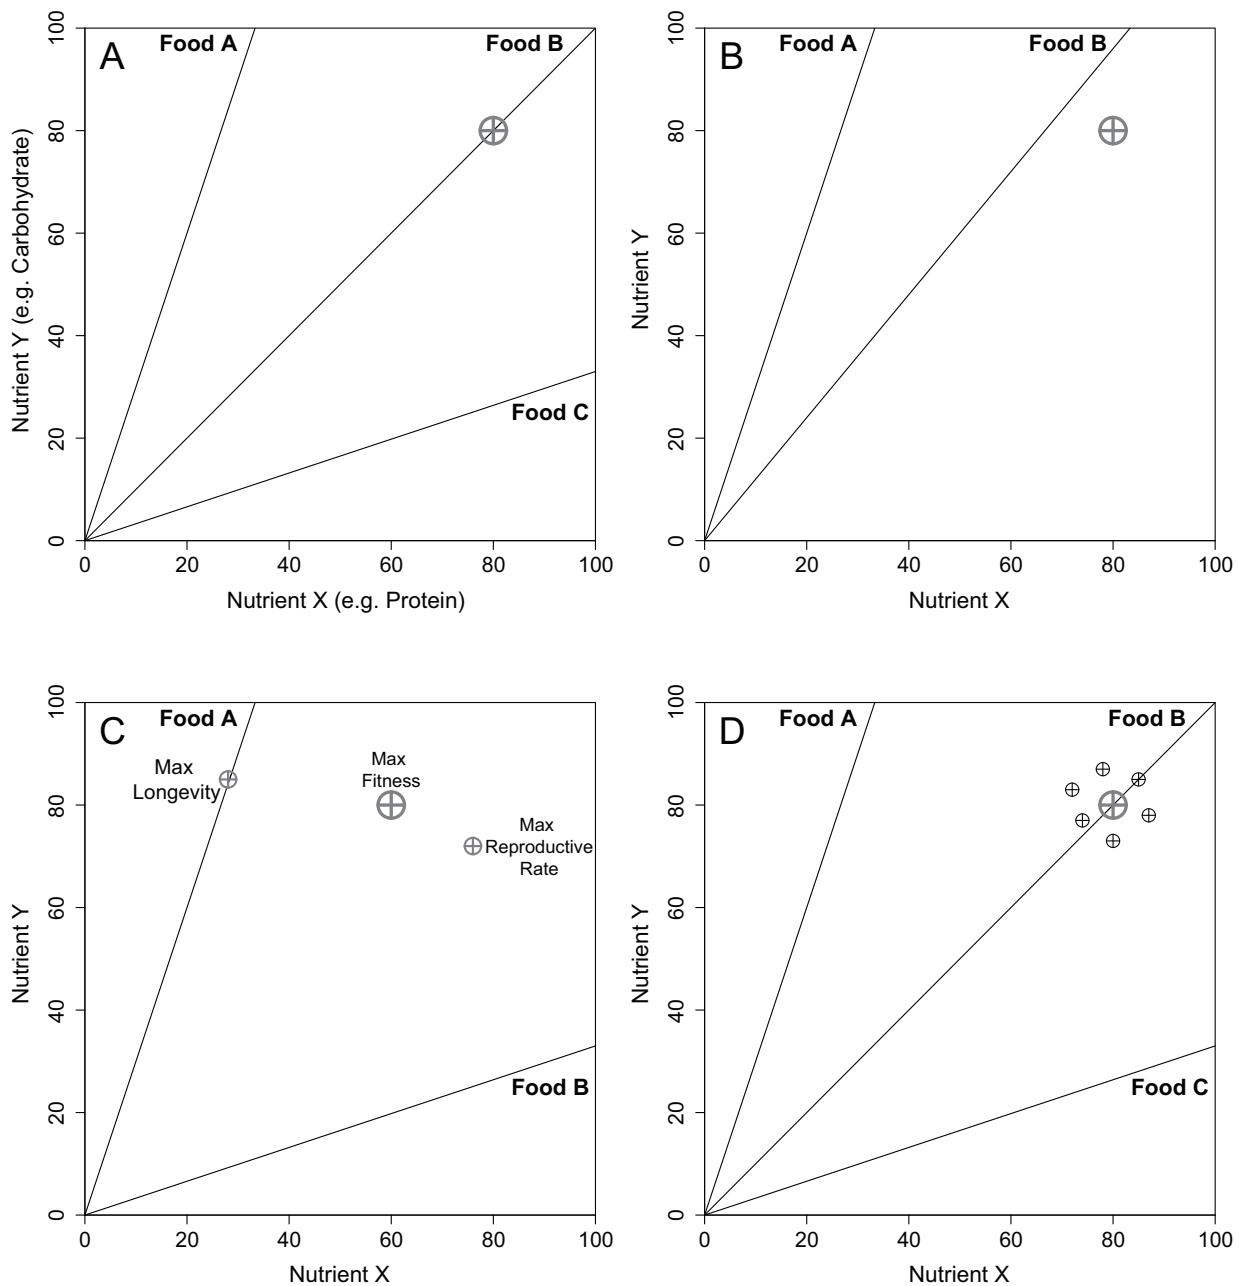 A
Food A
Food B
Food C
100
80
60
40
20
0
Nutrient Y (e.g. Carbohydrate)
0 20 40 60 80 100
Nutrient X (e.g. Protein)
B
Food A
Food B
100
80
60
40
20
0
Nutrient Y
0 20 40 60 80 100
Nutrient X
C
Food A
Max
Longevity
Max
Fitness
Max
Reproductive
Rate
Food B
100
80
60
40
20
0
Nutrient Y
0 20 40 60 80 100
Nutrient X
D
Food A
Food B
Food C
100
80
60
40
20
0
Nutrient Y
0 20 40 60 80 100
Nutrient X